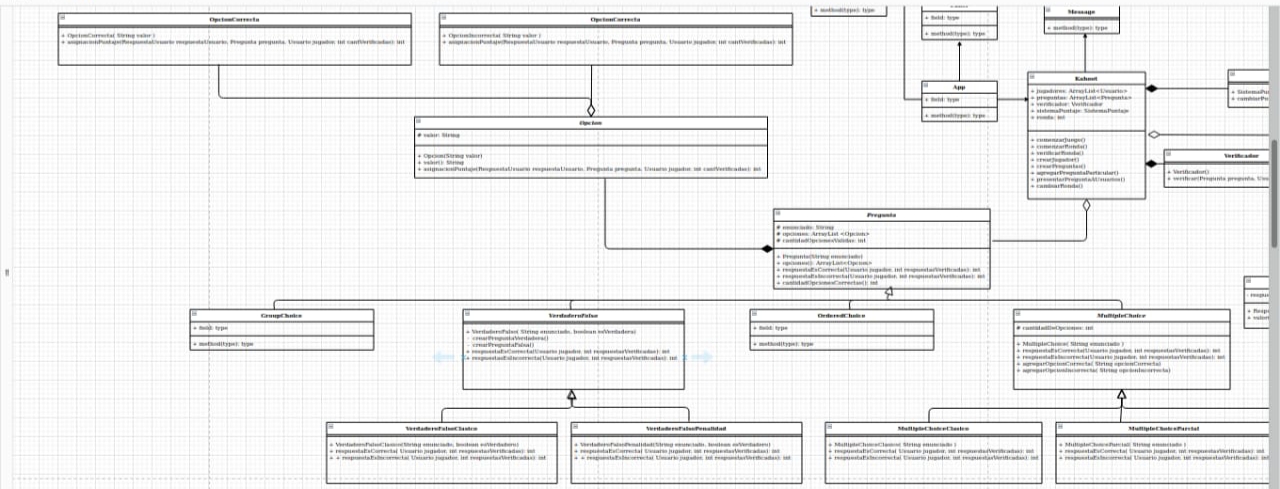 OpcionCorrecta
+ OpcionCorrecta( String valor )
+ asignacionPuntaje(RespuestaUsuario respuestaUsuario, Pregunta pregunta, Usuario jugador, int cantVerificadas): int
OpcionCorrecta
+ OpcionIncorrecta( String valor )
+ asignacionPuntaje(RespuestaUsuario respuestaUsuario, Pregunta pregunta, Usuario jugador, int cantVerificadas): int
+ method(type): type
+ field: type
+ method(type): type
Message
+ method(type): type
App
+ field: type
+ method(type): type
Kahoot
+ jugadores: ArrayList<Usuario>
+ preguntas: ArrayList<Pregunta>
+ verificador: Verificador
+ sistemaPuntaje: SistemaPuntaje
+ ronda: int
+ comenzarJuego()
+ comenzarRonda()
+ verificarRonda()
+ crearJugador()
+ crearPreguntas()
+ agregarPreguntaParticular()
+ presentarPreguntaAUsuarios()
+ cambiarRonda()
+ SistemaPu
+ cambiarPu
Verificador
+ Verificador()
+ verificar(Pregunta pregunta, Usu
Opcion
# valor: String
+ Opcion(String valor)
+ valor(): String
+ asignacionPuntaje(RespuestaUsuario respuestaUsuario, Pregunta pregunta, Usuario jugador, int cantVerificadas): int
Pregunta
# enunciado: String
# opciones: ArrayList <Opcion>
# cantidadOpcionesValidas: int
+ Pregunta(String enunciado)
+ opciones(): ArrayList<Opcion>
+ respuestaEsCorrecta(Usuario jugador, int respuestasVerificadas): int
+ respuestaEsIncorrecta(Usuario jugador, int respuestasVerificadas): int
+ cantidadOpcionesCorrectas(): int
GroupChoice
+ field: type
+ method(type): type
VerdaderoFalso
+ VerdaderoFalso( String enunciado, boolean esVerdadera)
- crearPreguntaVerdadera()
- crearPreguntaFalsa()
+ respuestaEsCorrecta(Usuario jugador, int respuestasVerificadas): int
+ respuestaEsIncorrecta(Usuario jugador, int respuestasVerificadas): int
OrderedChoice
+ field: type
+ method(type): type
MultipleChoice
# cantidadDeOpciones: int
+ MultipleChoice( String enunciado )
+ respuestaEsCorrecta(Usuario jugador, int respuestasVerificadas): int
+ respuestaEsIncorrecta(Usuario jugador, int respuestasVerificadas): int
+ agregarOpcionCorrecta( String opcionCorrecta)
+ agregarOpcionIncorrecta( String opcionIncorrecta)
- respue
+ Respu
+ valore
VerdaderoFalsoClasico
+ VerdaderoFalsoClasico(String enunciado, boolean esVerdadero)
+ respuestaEsCorrecta( Usuario jugador, int respuestasVerificadas): int
+ + respuestaEsIncorrecta( Usuario jugador, int respuestasVerificadas): int
VerdaderoFalsoPenalidad
+ VerdaderoFalsoPenalidad(String enunciado, boolean esVerdadero)
+ respuestaEsCorrecta( Usuario jugador, int respuestasVerificadas): int
+ + respuestaEsIncorrecta( Usuario jugador, int respuestasVerificadas): int
MultipleChoiceClasico
+ MultipleChoiceClasico( String enunciado )
+ respuestaEsCorrecta( Usuario jugador, int respuestasVerificadas): int
+ + respuestaEsIncorrecta( Usuario jugador, int respuestasVerificadas): int
MultipleChoiceParcial
+ MultipleChoiceParcial( String enunciado )
+ respuestaEsCorrecta( Usuario jugador, int respuestasVerificadas): int
+ + respuestaEsIncorrecta( Usuario jugador, int respuestasVerificadas): int